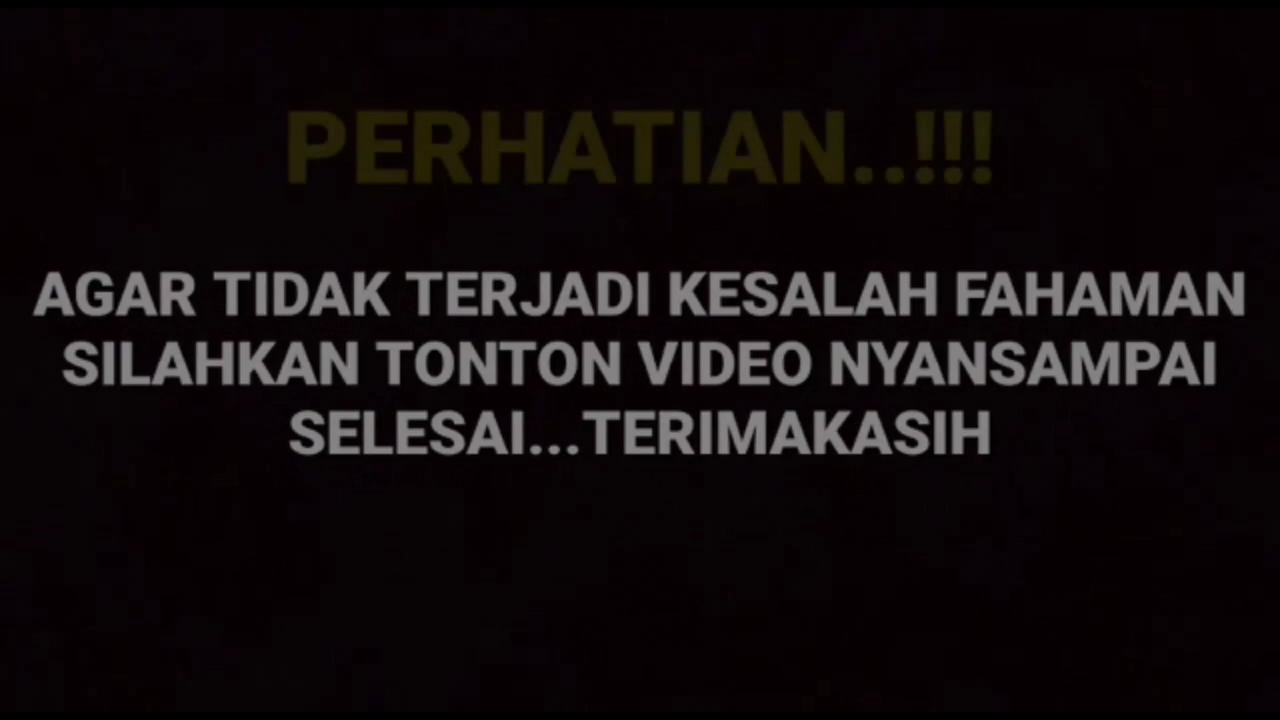 PERHATIAN..!!!
AGAR TIDAK TERJADI KESALAH FAHAMAN
SILAHKAN TONTON VIDEO NYANSAMPAI
SELESAI...TERIMAKASIH